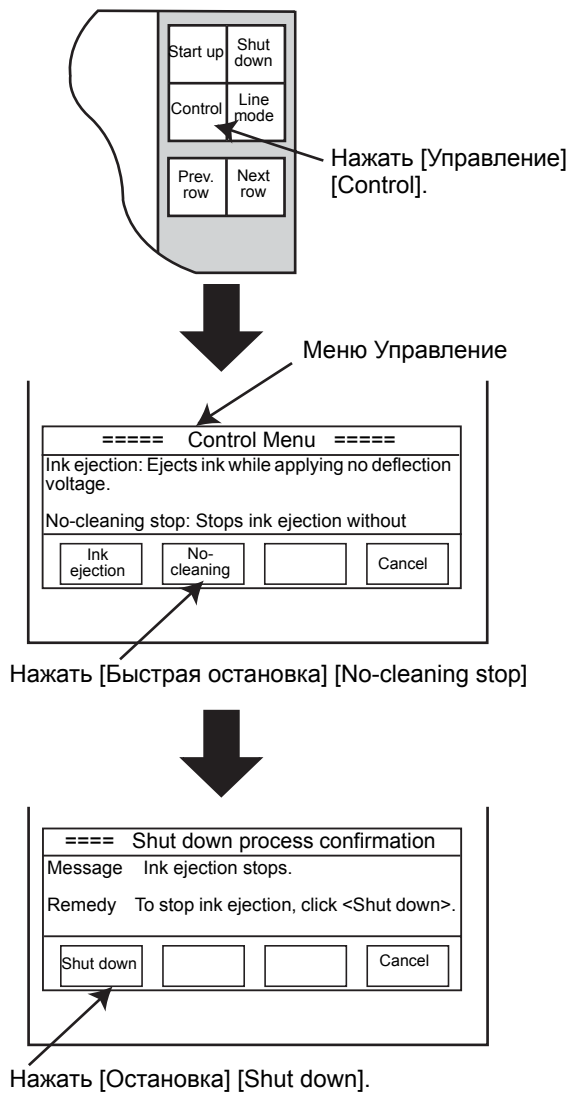 Start up
Shut
down
Control
Line
mode
Нажать [Управление]
[Control].
Prev.
row
Next
row
Меню Управление
===== Control Menu =====
Ink ejection: Ejects ink while applying no deflection
voltage.
No-cleaning stop: Stops ink ejection without
Ink
ejection
No-
cleaning
Cancel
Нажать [Быстрая остановка] [No-cleaning stop]
==== Shut down process confirmation
Message Ink ejection stops.
Remedy To stop ink ejection, click <Shut down>.
Shut down
Cancel
Нажать [Остановка] [Shut down].